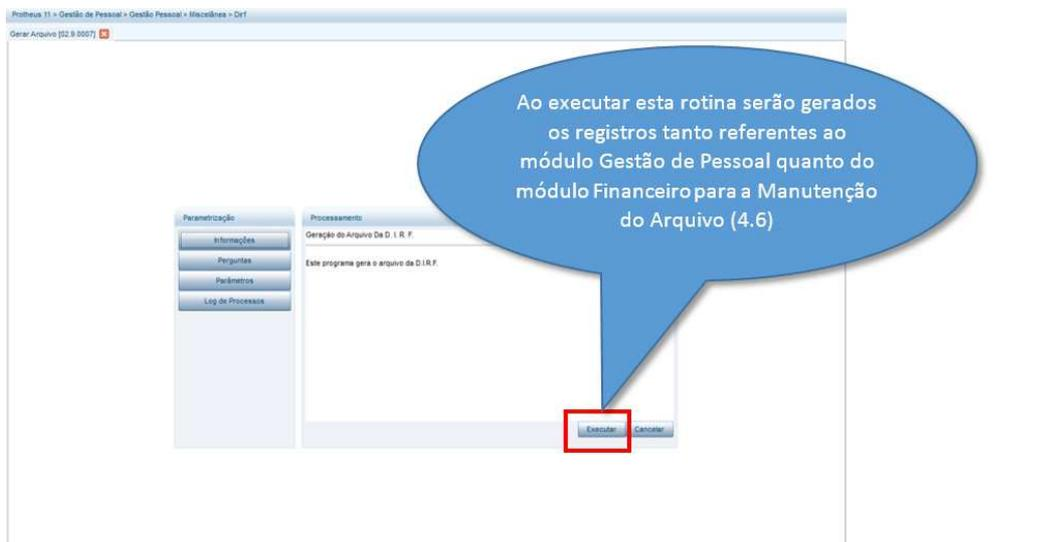 Protheus 11 > Gestão de Pessoal > Gestão Pessoal > Miscelânea > Dirf
Gerar Arquivo [02.9.0007]
Ao executar esta rotina serão gerados
os registros tanto referentes ao
módulo Gestão de Pessoal quanto do
módulo Financeiro para a Manutenção
do Arquivo (4.6)
Parametrização
Informações
Perguntas
Parâmetros
Log de Processos
Processamento
Geração do Arquivo Da D. I. R. F.
Este programa gera o arquivo da D.I.R.F.
Executar
Cancelar